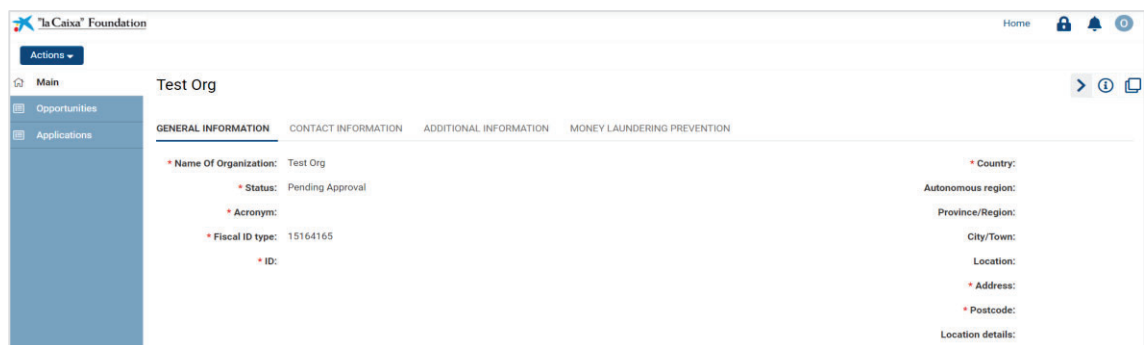 "la Caixa" Foundation
Home
O
Actions
Main
Opportunities
Applications
Test Org
GENERAL INFORMATION CONTACT INFORMATION ADDITIONAL INFORMATION MONEY LAUNDERING PREVENTION
* Name Of Organization: Test Org
* Status: Pending Approval
* Acronym:
* Fiscal ID type: 15164165
* ID:
* Country:
Autonomous region:
Province/Region:
City/Town:
Location:
* Address:
* Postcode:
Location details: